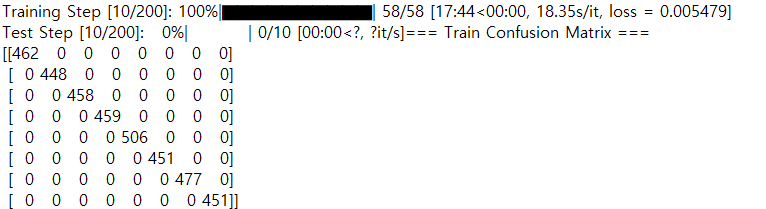 Training Step [10/200]: 100%|██████████| 58/58 [17:44<00:00, 18.35s/it, loss = 0.005479]
Test Step [10/200]:   0%|          | 0/10 [00:00<?, ?it/s]=== Train Confusion Matrix ===
[[462   0   0   0   0   0   0   0]
 [  0 448   0   0   0   0   0   0]
 [  0   0 458   0   0   0   0   0]
 [  0   0   0 459   0   0   0   0]
 [  0   0   0   0 506   0   0   0]
 [  0   0   0   0   0 451   0   0]
 [  0   0   0   0   0   0 477   0]
 [  0   0   0   0   0   0   0 451]]